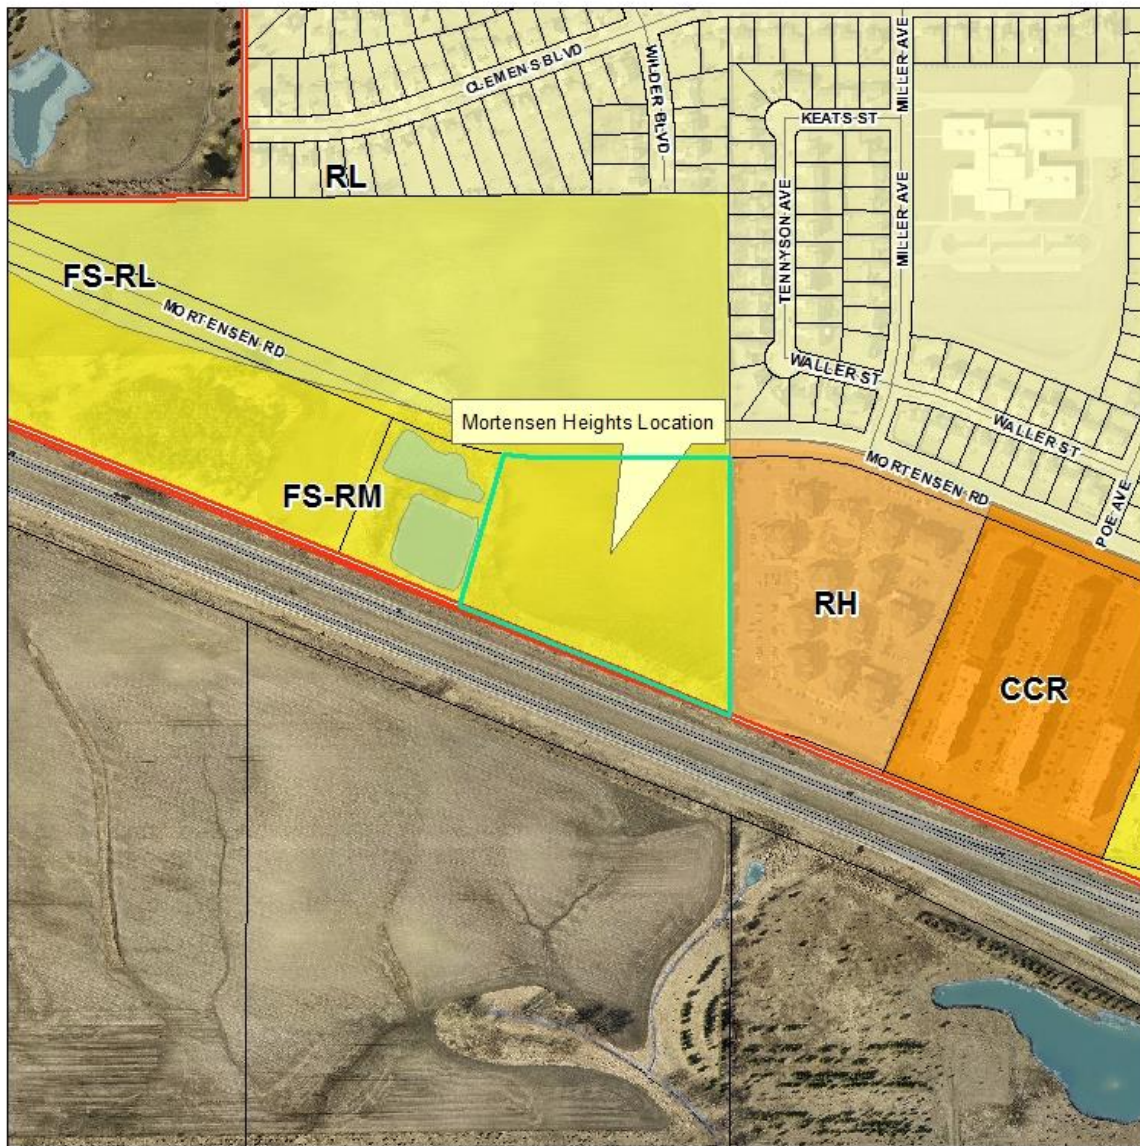 CLEMENS BLVD
WILDER BLVD
MILLER AVE
KEATS ST
RL
TENNYSON AVE
MILLER AVE
FS-RL
MORTENSEN RD
WALLER ST
Mortensen Heights Location
WALLER ST
MORTENSEN RD
FS-RM
POE AVE
RH
CCR